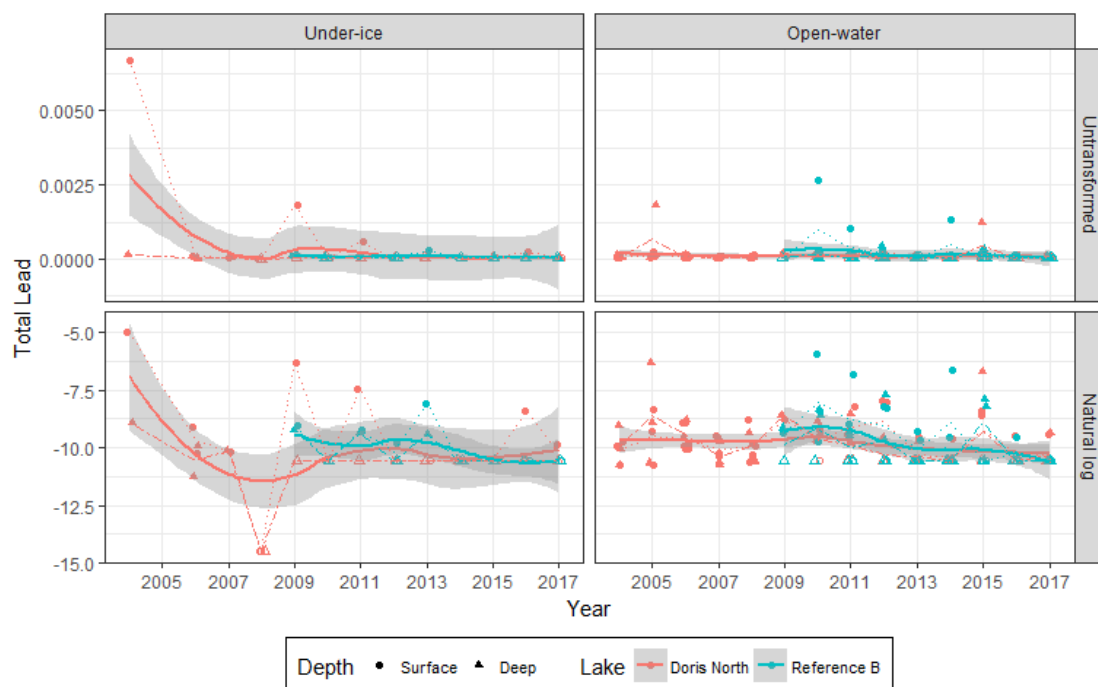 Under-ice Open-water
Total Lead
0.0050
0.0025
0.0000
Untransformed
-5.0
-7.5
-10.0
-12.5
-15.0
Natural log
2005 2007 2009 2011 2013 2015 2017 2005 2007 2009 2011 2013 2015 2017
Year
Depth Surface Deep Lake Doris North Reference B